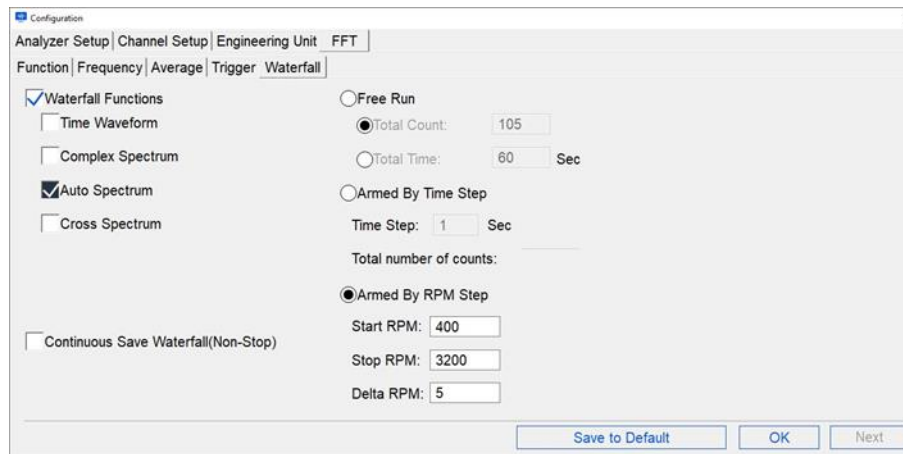 Configuration
Analyzer Setup Channel Setup Engineering Unit FFT
Function Frequency Average Trigger Waterfall
Waterfall Functions
Time Waveform
Complex Spectrum
Auto Spectrum
Cross Spectrum
Continuous Save Waterfall(Non-Stop)
Free Run
Total Count: 105
Total Time: 60 Sec
Armed By Time Step
Time Step: 1 Sec
Total number of counts:
Armed By RPM Step
Start RPM: 400
Stop RPM: 3200
Delta RPM: 5
Save to Default OK Next